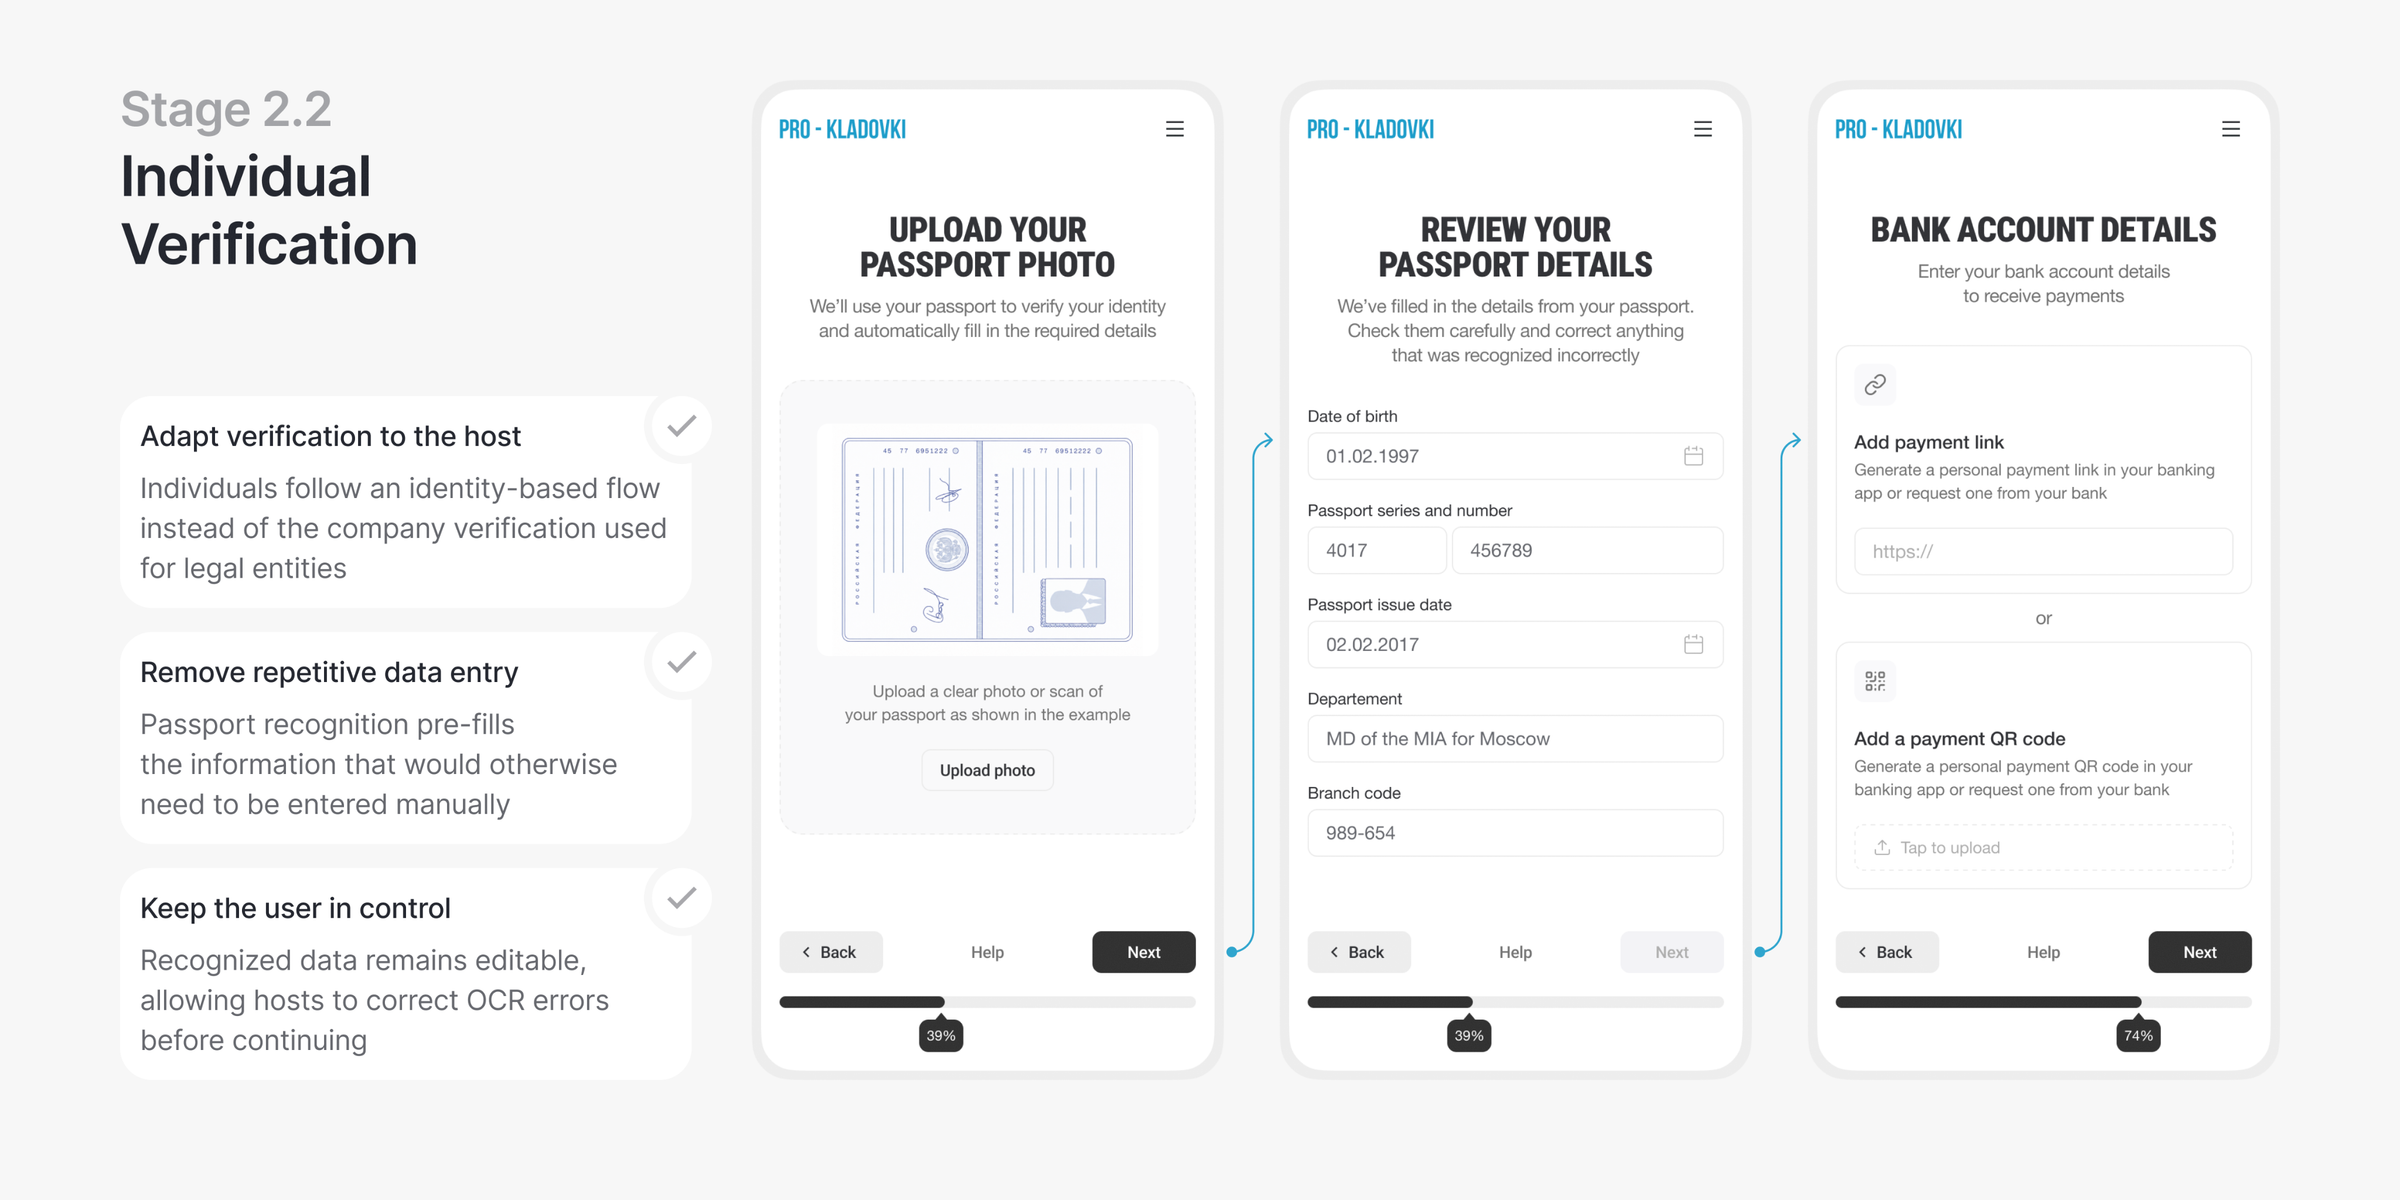 Stage 2.2
Individual
Verification
Adapt verification to the host
Individuals follow an identity-based flow
instead of the company verification used
for legal entities
Remove repetitive data entry
Passport recognition pre-fills
the information that would otherwise
need to be entered manually
Keep the user in control
Recognized data remains editable,
allowing hosts to correct OCR errors
before continuing
PRO - KLADOVKI
UPLOAD YOUR
PASSPORT PHOTO
We'll use your passport to verify your identity
and automatically fill in the required details
45 77 6951222
45 77 69512222
РОССИЙСКАЯ ФЕДЕРАЦИЯ
РОССИЙСКАЯ ФЕДЕРАЦИЯ
Upload a clear photo or scan of
your passport as shown in the example
Upload photo
Back
Help
Next
39%
PRO - KLADOVKI
REVIEW YOUR
PASSPORT DETAILS
We've filled in the details from your passport.
Check them carefully and correct anything
that was recognized incorrectly
Date of birth
01.02.1997
Passport series and number
4017
456789
Passport issue date
02.02.2017
Departement
MD of the MIA for Moscow
Branch code
989-654
Back
Help
Next
39%
PRO - KLADOVKI
BANK ACCOUNT DETAILS
Enter your bank account details
to receive payments
Add payment link
Generate a personal payment link in your banking
app or request one from your bank
https://
or
Add a payment QR code
Generate a personal payment QR code in your
banking app or request one from your bank
Tap to upload
Back
Help
Next
74%